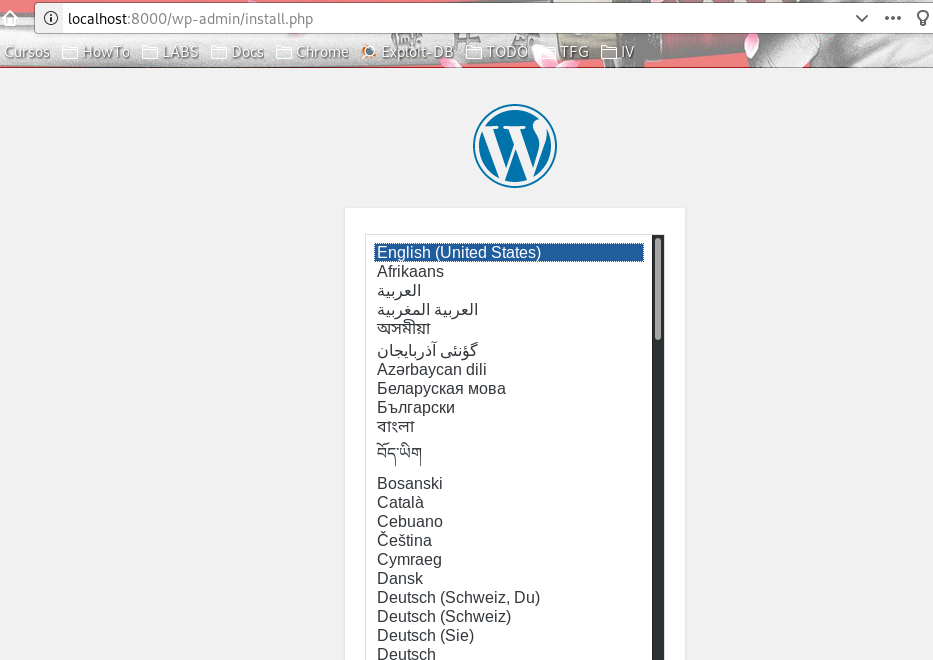 localhost:8000/wp-admin/install.php
Cursos HowTo LABS Docs Chrome Exploit-DB TODO TFG IV
English (United States)
Afrikaans
العربية
العربية المغربية
অসমীয়া
گؤنئی آذربایجان
Azərbaycan dili
Беларуская мова
Български
বাংলা
བོད་ཡིག
Bosanski
Català
Cebuano
Čeština
Cymraeg
Dansk
Deutsch (Schweiz, Du)
Deutsch (Schweiz)
Deutsch (Sie)
Deutsch